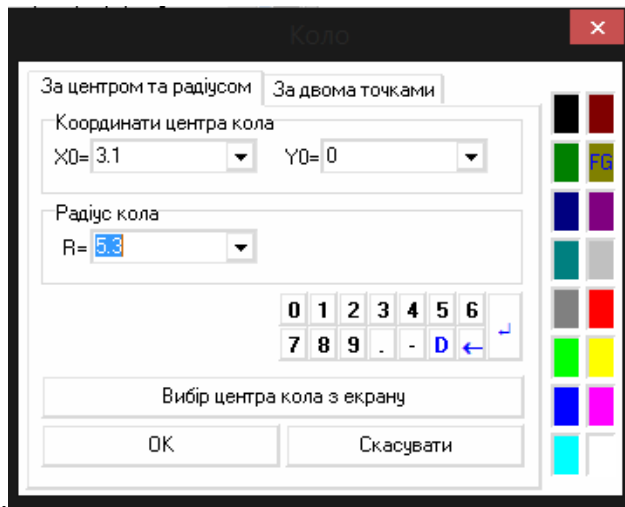 Коло
За центром та радіусом За двома точками
Координати центра кола
X0= 3.1 Y0= 0
FG
Радіус кола
R= 5.3
0 1 2 3 4 5 6
7 8 9 . - D ←
Вибір центра кола з екрану
OK Скасувати